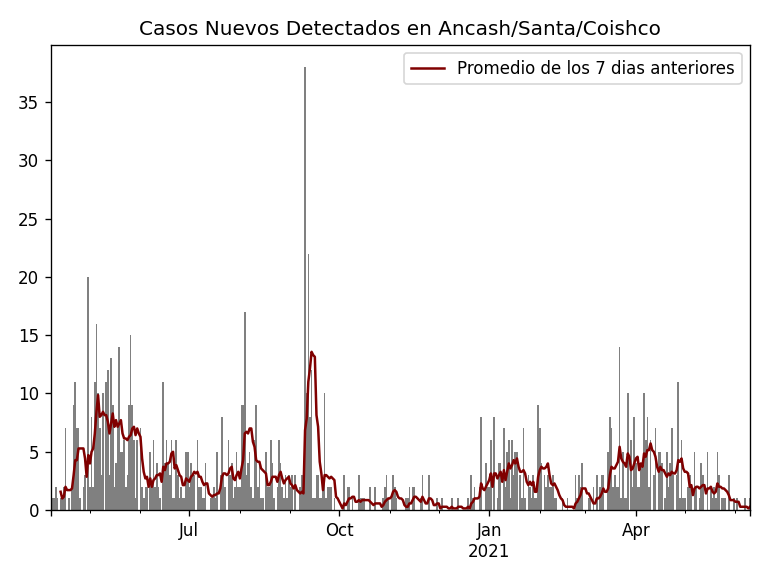 Casos Nuevos Detectados en Ancash/Santa/Coishco
Promedio de los 7 dias anteriores
35
30
25
20
15
10
5
0
Jul
Oct
Jan
2021
Apr